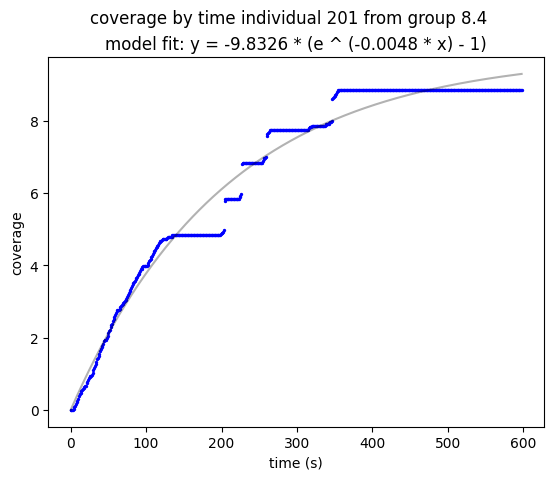 coverage by time individual 201 from group 8.4
model fit: y = -9.8326 * (e ^ (-0.0048 * x) - 1)
8
6
4
2
0
coverage
0 100 200 300 400 500 600
time (s)